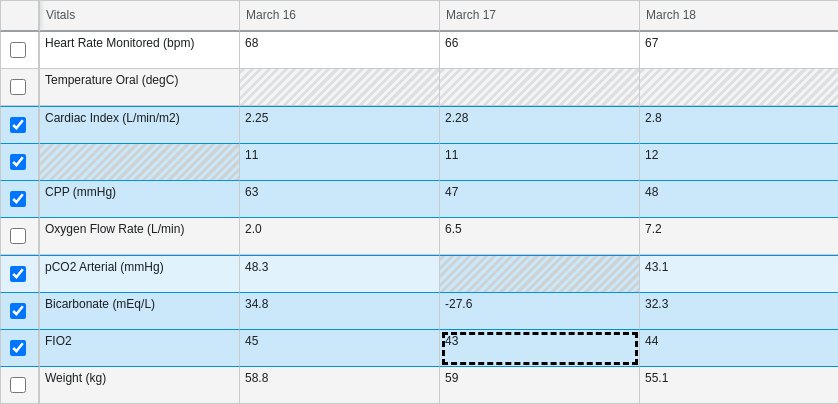 Vitals March 16 March 17 March 18
Heart Rate Monitored (bpm) 68 66 67
Temperature Oral (degC)
Cardiac Index (L/min/m2) 2.25 2.28 2.8
11 11 12
CPP (mmHg) 63 47 48
Oxygen Flow Rate (L/min) 2.0 6.5 7.2
pCO2 Arterial (mmHg) 48.3 43.1
Bicarbonate (mEq/L) 34.8 -27.6 32.3
FIO2 45 43 44
Weight (kg) 58.8 59 55.1